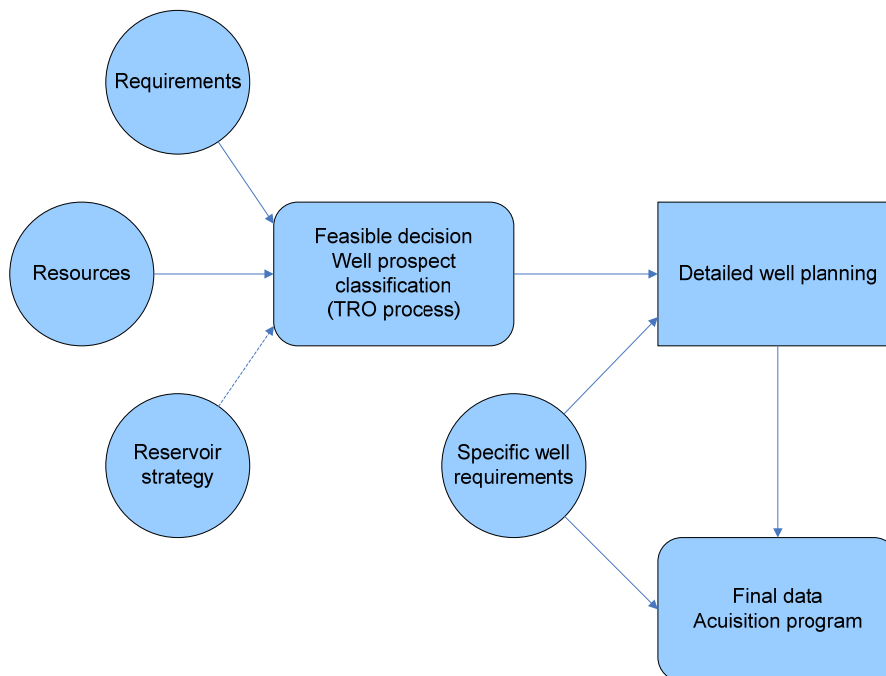 Requirements
Resources
Feasible decision
Well prospect
classification
(TRO process)
Detailed well planning
Reservoir
strategy
Specific well
requirements
Final data
Acuisition program